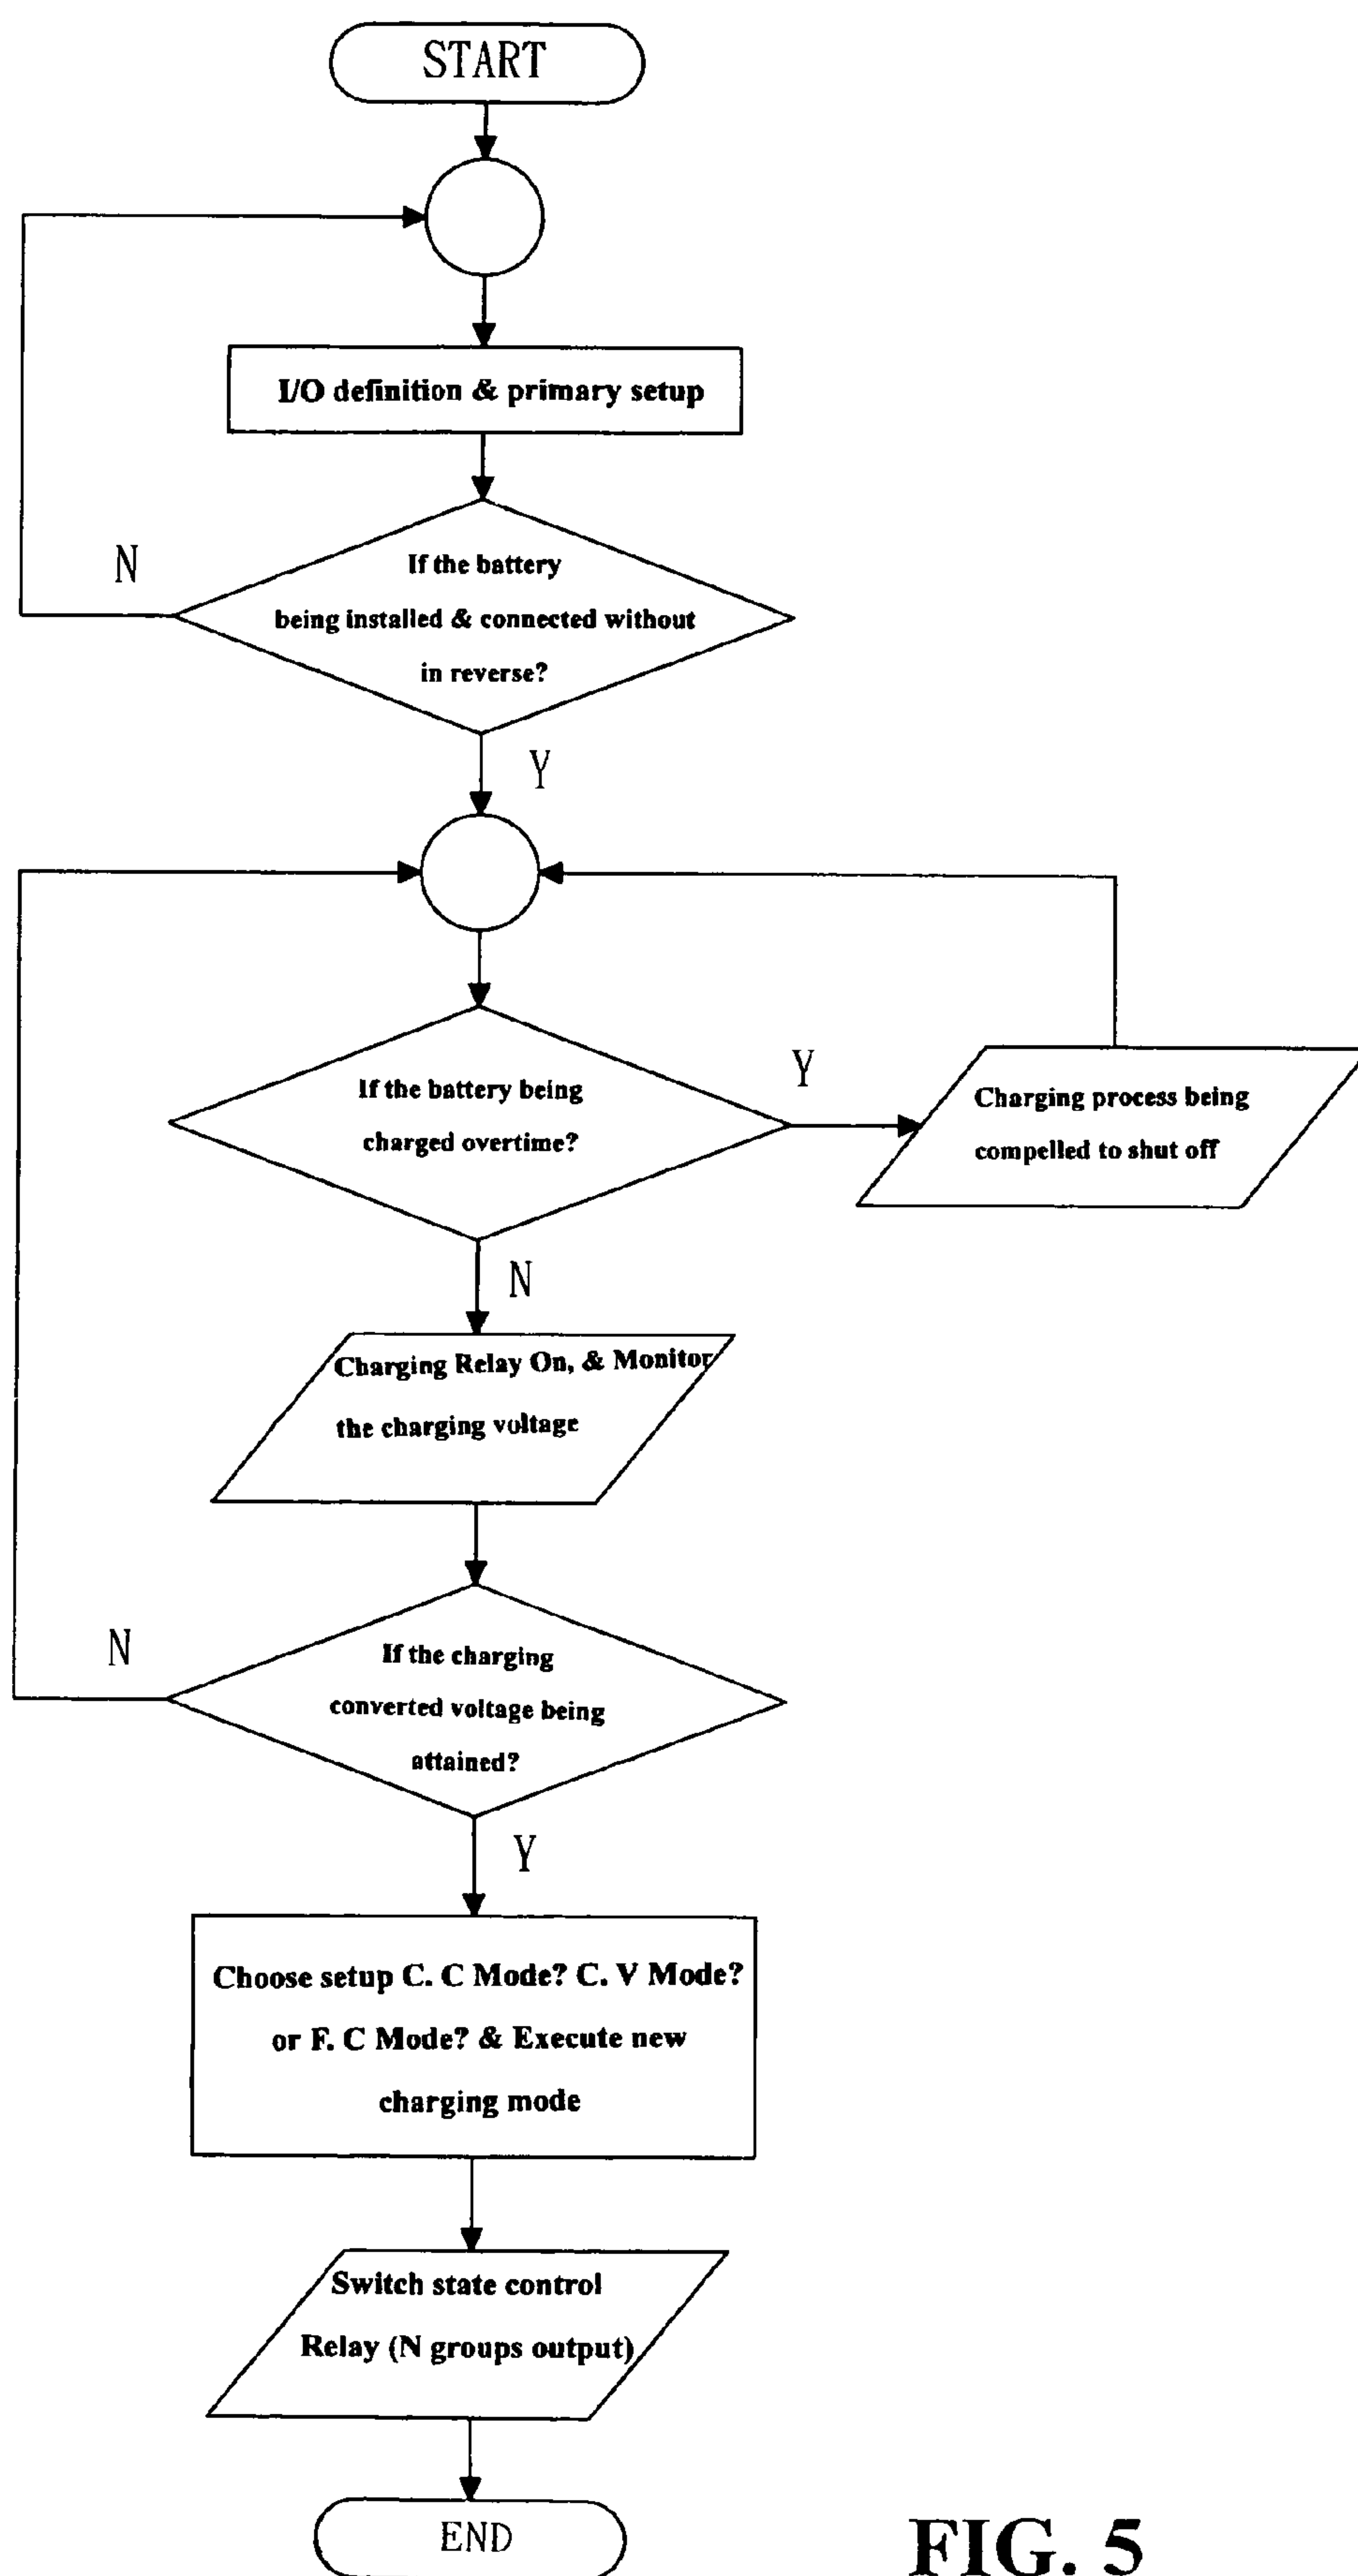 START
I/O definition & primary setup
If the battery
being installed & connected without
in reverse?
N
Y
If the battery being
charged overtime?
Y
Charging process being
compelled to shut off
N
Charging Relay On, & Monitor
the charging voltage
If the charging
converted voltage being
attained?
N
Y
Choose setup C. C Mode? C. V Mode?
or F. C Mode? & Execute new
charging mode
Switch state control
Relay (N groups output)
END
FIG. 5